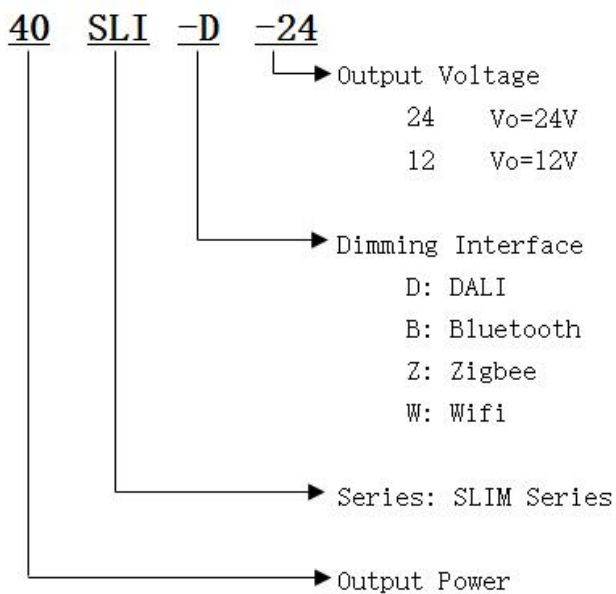 40 SLI -D -24
Output Voltage
24 Vo=24V
12 Vo=12V
Dimming Interface
D: DALI
B: Bluetooth
Z: Zigbee
W: Wifi
Series: SLIM Series
Output Power